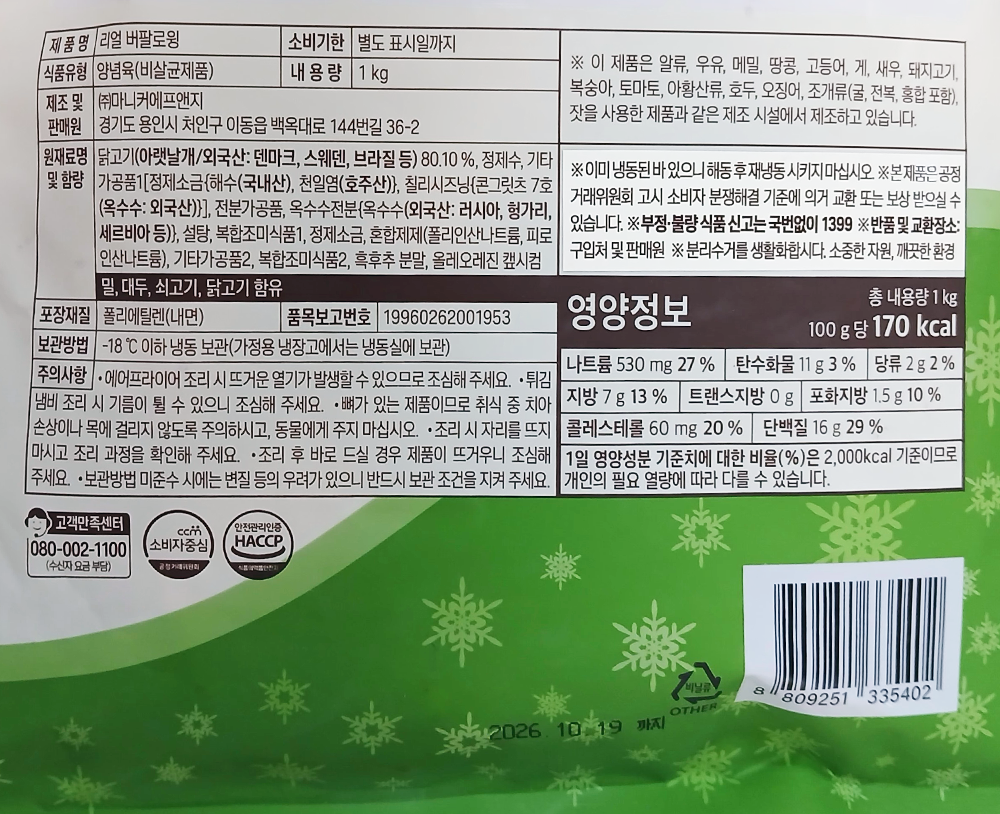 제품명 리얼 버팔로윙 소비기한 별도 표시일까지
식품유형 양념육(비살균제품) 내용량 1 kg
제조 및 판매원 ㈜마니커에프앤지
경기도 용인시 처인구 이동읍 백옥대로 144번길 36-2
원재료명 및 함량 닭고기(아랫날개/외국산: 덴마크, 스웨덴, 브라질 등) 80.10 %, 정제수, 기타
가공품1[정제소금{해수(국내산), 천일염(호주산)}, 칠리시즈닝{콘그릿츠 7호
(옥수수: 외국산)}], 전분가공품, 옥수수전분{옥수수(외국산: 러시아, 헝가리,
세르비아 등)}, 설탕, 복합조미식품1, 정제소금, 혼합제제(폴리인산나트륨, 피로
인산나트륨), 기타가공품2, 복합조미식품2, 흑후추 분말, 올레오레진 캪시컴
밀, 대두, 쇠고기, 닭고기 함유
포장재질 폴리에틸렌(내면) 품목보고번호 19960262001953
보관방법 -18 ℃ 이하 냉동 보관(가정용 냉장고에서는 냉동실에 보관)
주의사항 •에어프라이어 조리 시 뜨거운 열기가 발생할 수 있으므로 조심해 주세요. •튀김
냄비 조리 시 기름이 튈 수 있으니 조심해 주세요. •뼈가 있는 제품이므로 취식 중 치아
손상이나 목에 걸리지 않도록 주의하시고, 동물에게 주지 마십시오. •조리 시 자리를 뜨지
마시고 조리 과정을 확인해 주세요. •조리 후 바로 드실 경우 제품이 뜨거우니 조심해
주세요. •보관방법 미준수 시에는 변질 등의 우려가 있으니 반드시 보관 조건을 지켜 주세요.
※ 이 제품은 알류, 우유, 메밀, 땅콩, 고등어, 게, 새우, 돼지고기,
복숭아, 토마토, 아황산류, 호두, 오징어, 조개류(굴, 전복, 홍합 포함),
잣을 사용한 제품과 같은 제조 시설에서 제조하고 있습니다.
※이미 냉동된 바 있으니 해동 후 재냉동 시키지 마십시오. ※본 제품은 공정
거래위원회 고시 소비자 분쟁해결 기준에 의거 교환 또는 보상 받으실 수
있습니다. ※부정·불량 식품 신고는 국번없이 1399 ※반품 및 교환장소:
구입처 및 판매원 ※분리수거를 생활화합시다. 소중한 자원, 깨끗한 환경
영양정보
총 내용량 1 kg
100 g 당 170 kcal
나트륨 530 mg 27 % 탄수화물 11 g 3 % 당류 2 g 2 %
지방 7 g 13 % 트랜스지방 0 g 포화지방 1.5 g 10 %
콜레스테롤 60 mg 20 % 단백질 16 g 29 %
1일 영양성분 기준치에 대한 비율(%)은 2,000kcal 기준이므로
개인의 필요 열량에 따라 다를 수 있습니다.
고객만족센터
080-002-1100
(수신자 요금 부담)
ccm
소비자중심
공정거래위원회
안전관리인증
HACCP
식품의약품안전처
비닐류
OTHER
8 809251 335402
2026. 10. 19 까지